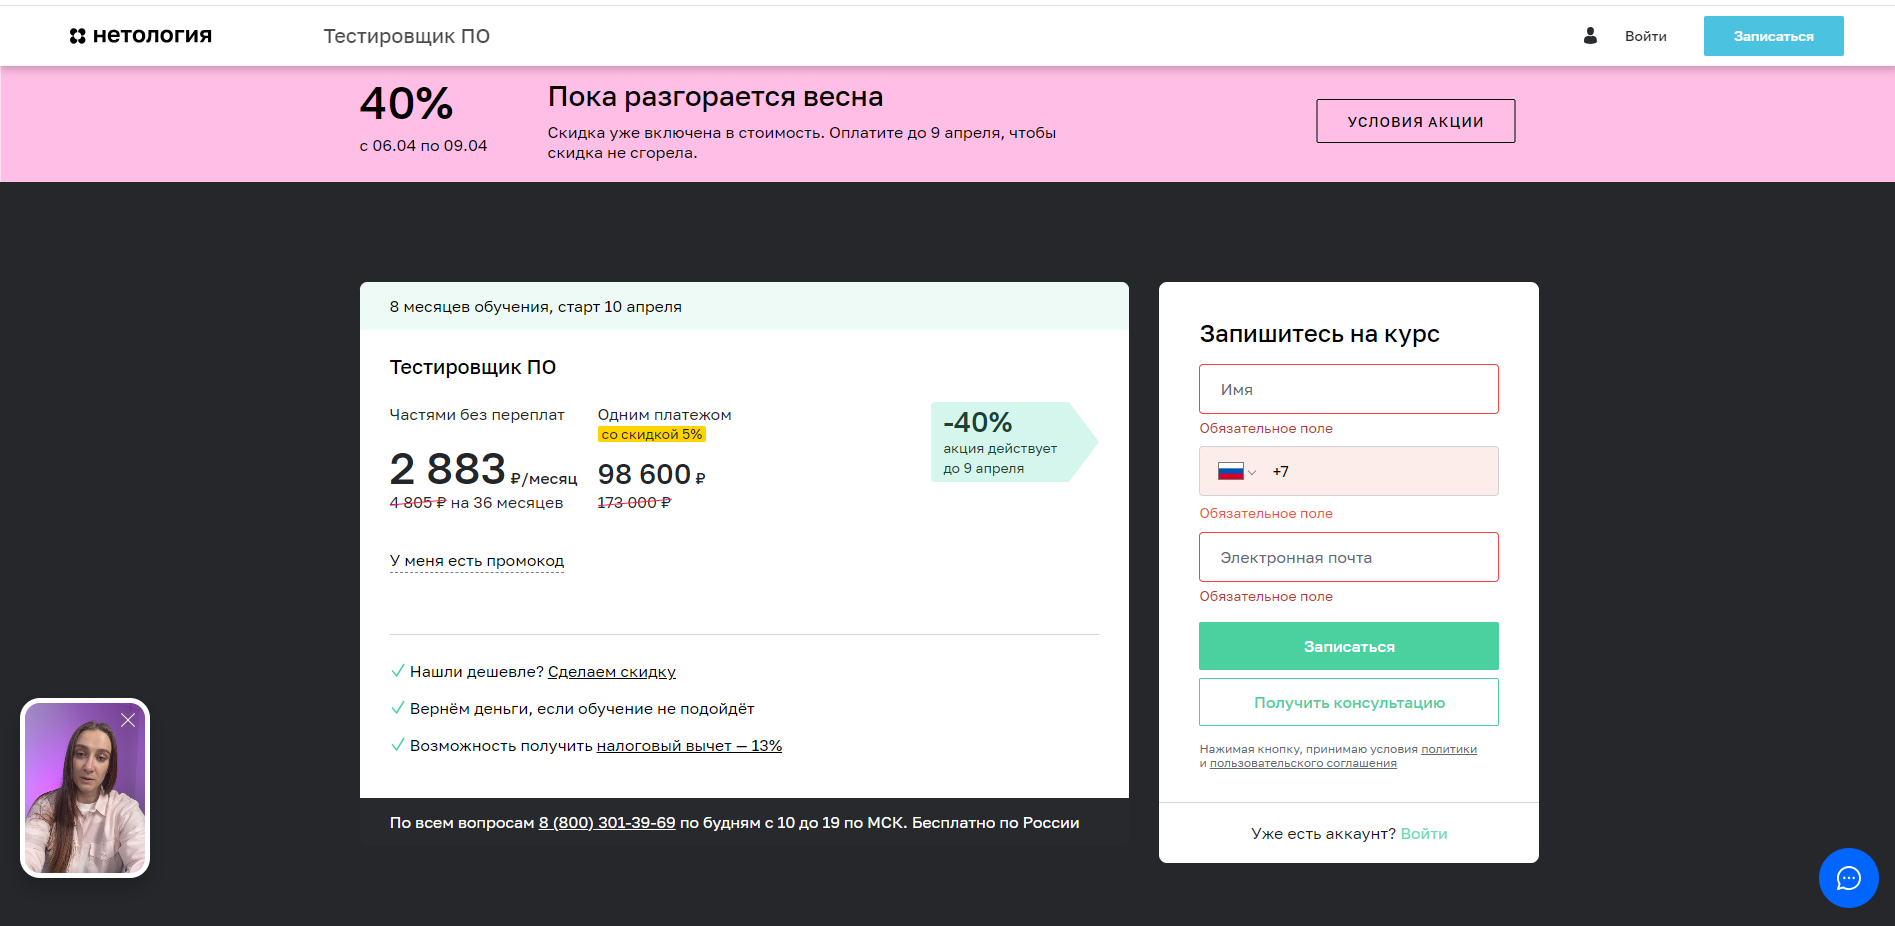 нетология
Тестировщик ПО
Войти
Записаться
40%
с 06.04 по 09.04
Пока разгорается весна
Скидка уже включена в стоимость. Оплатите до 9 апреля, чтобы
скидка не сгорела.
УСЛОВИЯ АКЦИИ
8 месяцев обучения, старт 10 апреля
Тестировщик ПО
Частями без переплат
2 883 ₽/месяц
4 805 ₽ на 36 месяцев
Одним платежом
со скидкой 5%
98 600 ₽
173 000 ₽
-40%
акция действует
до 9 апреля
У меня есть промокод
Нашли дешевле? Сделаем скидку
Вернём деньги, если обучение не подойдёт
Возможность получить налоговый вычет — 13%
По всем вопросам 8 (800) 301-39-69 по будням с 10 до 19 по МСК. Бесплатно по России
Запишитесь на курс
Имя
Обязательное поле
+7
Обязательное поле
Электронная почта
Обязательное поле
Записаться
Получить консультацию
Нажимая кнопку, принимаю условия политики
и пользовательского соглашения
Уже есть аккаунт? Войти